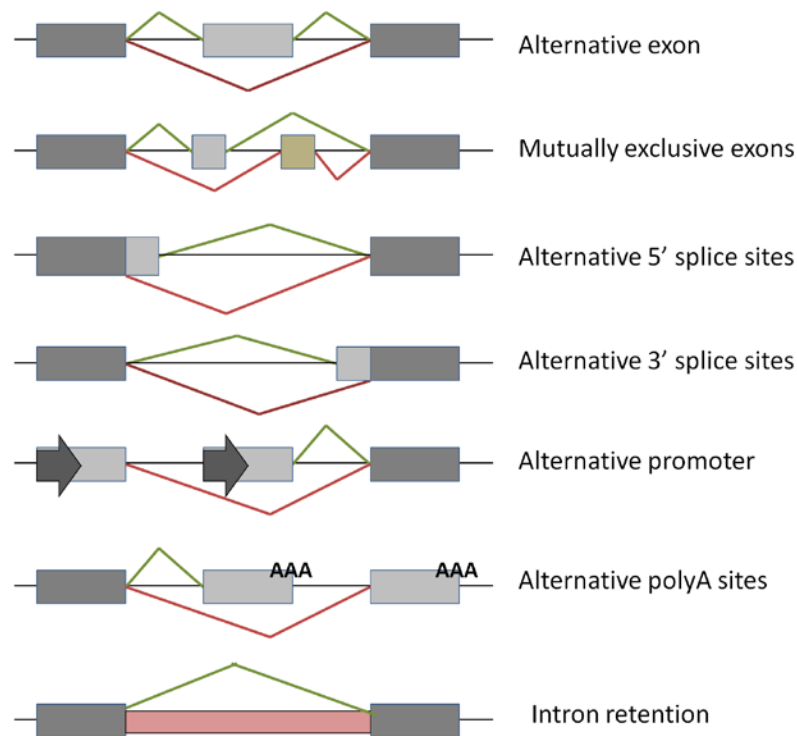 Alternative exon
Mutually exclusive exons
Alternative 5’ splice sites
Alternative 3’ splice sites
Alternative promoter
AAA AAA
Alternative polyA sites
Intron retention